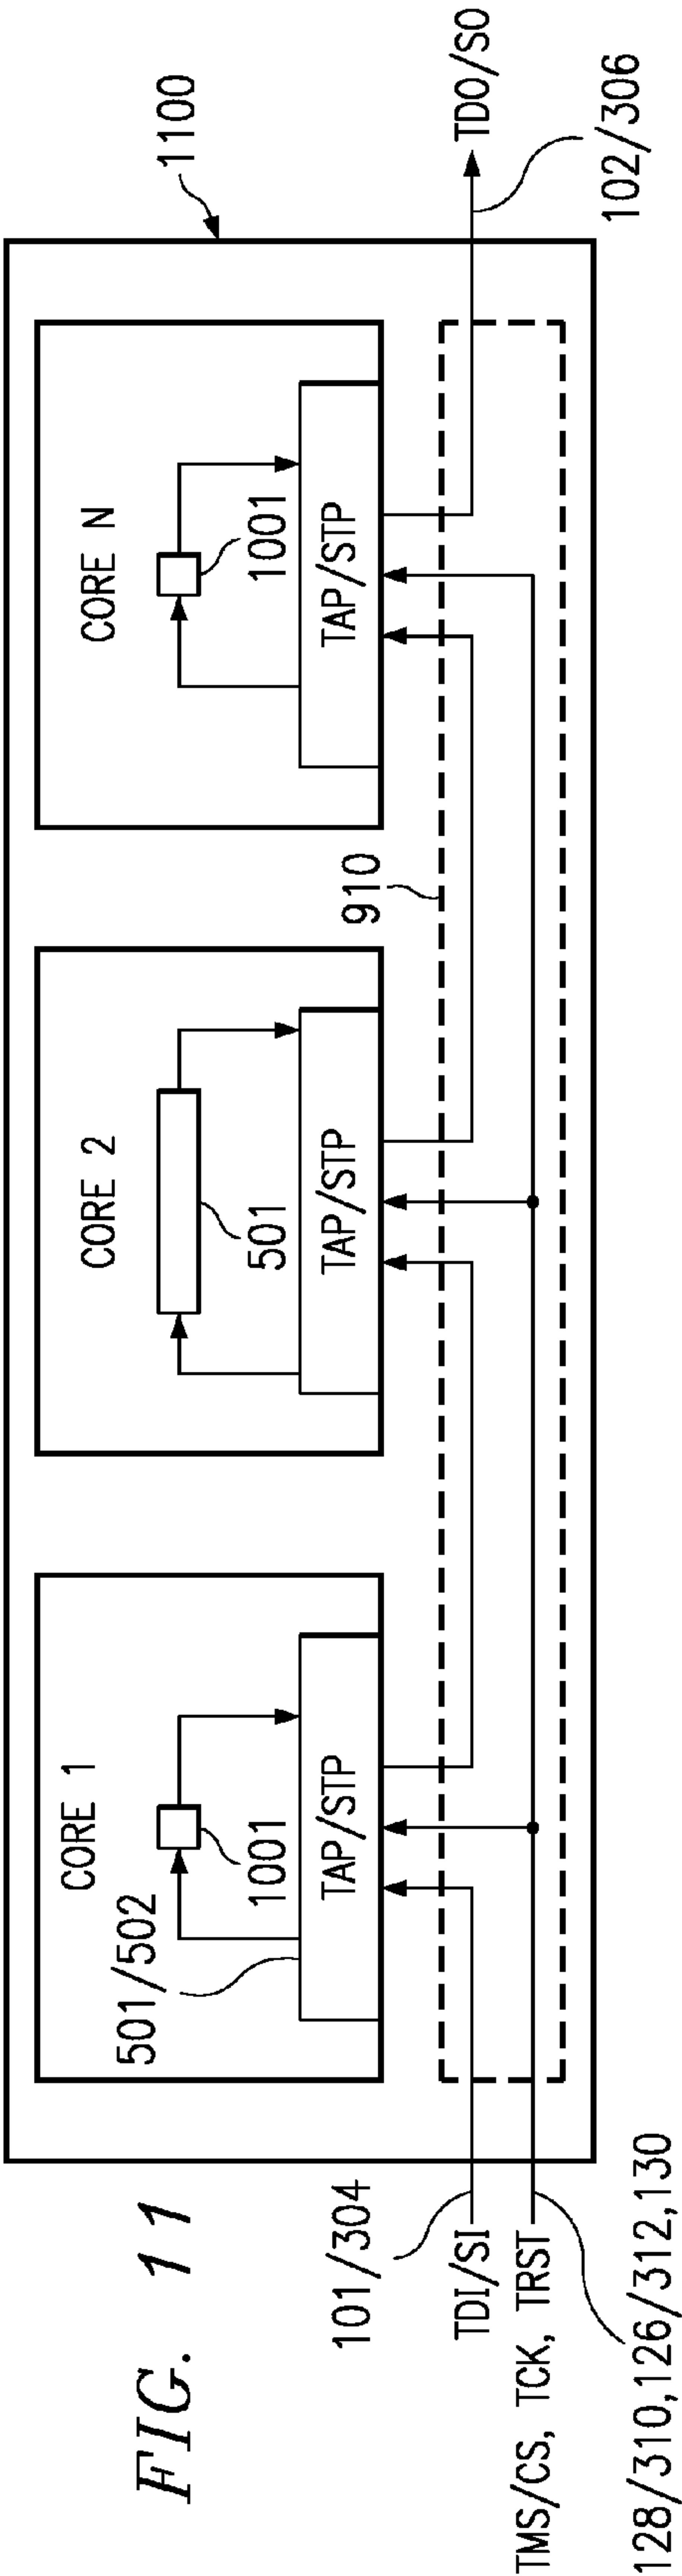 FIG. 11
1100
CORE 1
501/502
1001
TAP/STP
CORE 2
501
TAP/STP
CORE N
1001
TAP/STP
910
101/304
TDI/SI
TMS/CS, TCK, TRST
128/310,126/312,130
TDO/SO
102/306